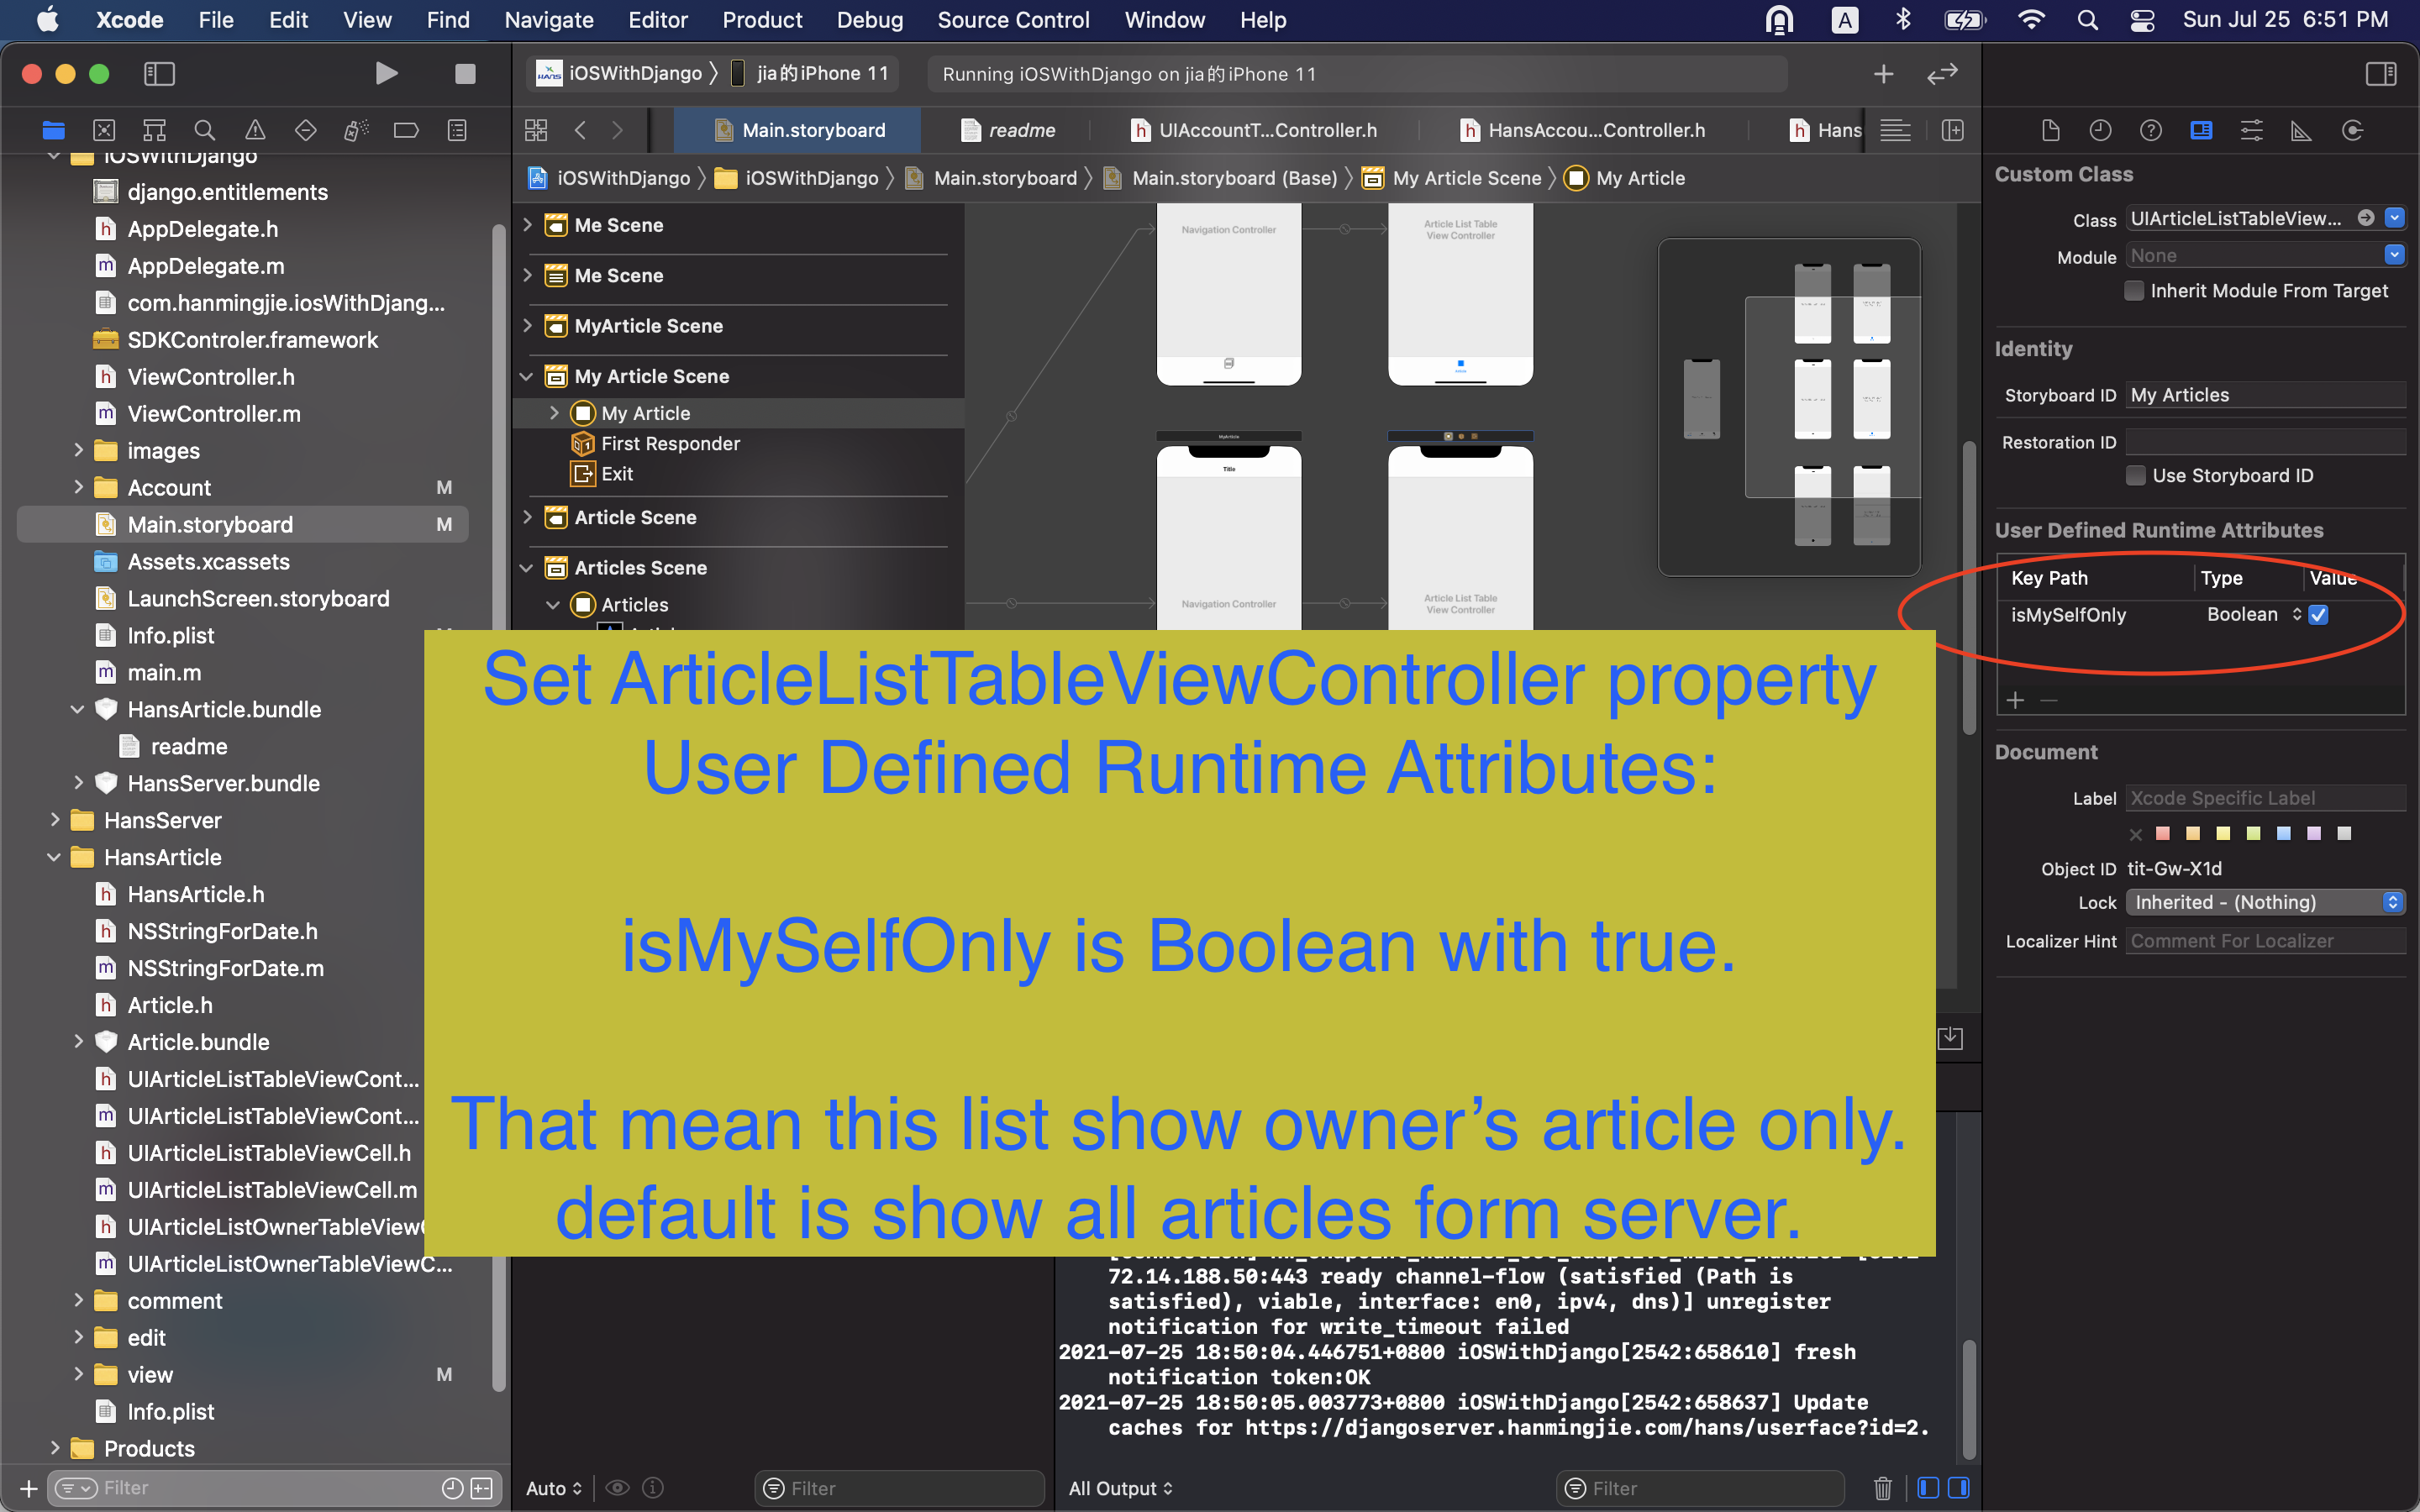 Xcode File Edit View Find Navigate Editor Product Debug Source Control Window Help
A
Sun Jul 25 6:51 PM
iOSWithDjango
jia的iPhone 11
Running iOSWithDjango on jia的iPhone 11
Main.storyboard
readme
UIAccountT...Controller.h
HansAccou...Controller.h
Hans
iOSWithDjango
iOSWithDjango
Main.storyboard
Main.storyboard (Base)
My Article Scene
My Article
iOSWithDjango
django.entitlements
AppDelegate.h
AppDelegate.m
com.hanmingjie.iosWithDjang...
SDKControler.framework
ViewController.h
ViewController.m
images
Account M
Main.storyboard M
Assets.xcassets
LaunchScreen.storyboard
Info.plist
main.m
HansArticle.bundle
readme
HansServer.bundle
HansServer
HansArticle
HansArticle.h
NSStringForDate.h
NSStringForDate.m
Article.h
Article.bundle
UIArticleListTableViewCont...
UIArticleListTableViewCont...
UIArticleListTableViewCell.h
UIArticleListTableViewCell.m
UIArticleListOwnerTableView
UIArticleListOwnerTableViewC...
comment
edit
view M
Info.plist
Products
Filter
Me Scene
Me Scene
MyArticle Scene
My Article Scene
My Article
First Responder
Exit
Article Scene
Articles Scene
Articles
Navigation Controller
Article List Table
View Controller
MyArticle
Title
Navigation Controller
Article List Table
View Controller
Set ArticleListTableViewController property
User Defined Runtime Attributes:
isMySelfOnly is Boolean with true.
That mean this list show owner’s article only.
default is show all articles form server.
72.14.188.50:443 ready channel-flow (satisfied (Path is
satisfied), viable, interface: en0, ipv4, dns)] unregister
notification for write_timeout failed
2021-07-25 18:50:04.446751+0800 iOSWithDjango[2542:658610] fresh
notification token:OK
2021-07-25 18:50:05.003773+0800 iOSWithDjango[2542:658637] Update
caches for https://djangoserver.hanmingjie.com/hans/userface?id=2.
Auto
Filter
All Output
Filter
Custom Class
Class UIArticleListTableView...
Module None
Inherit Module From Target
Identity
Storyboard ID My Articles
Restoration ID
Use Storyboard ID
User Defined Runtime Attributes
Key Path Type Value
isMySelfOnly Boolean
Document
Label Xcode Specific Label
Object ID tit-Gw-X1d
Lock Inherited - (Nothing)
Localizer Hint Comment For Localizer